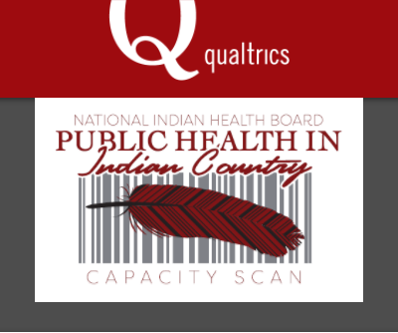 Qualtrics
NATIONAL INDIAN HEALTH BOARD
PUBLIC HEALTH IN
Indian Country
CAPACITY SCAN